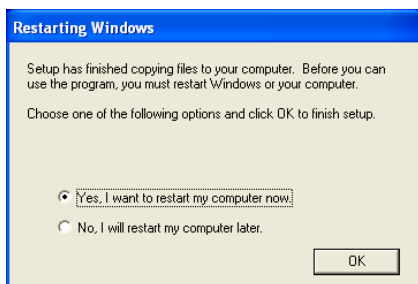 Restarting Windows
Setup has finished copying files to your computer. Before you can
use the program, you must restart Windows or your computer.
Choose one of the following options and click OK to finish setup.
Yes, I want to restart my computer now.
No, I will restart my computer later.
OK